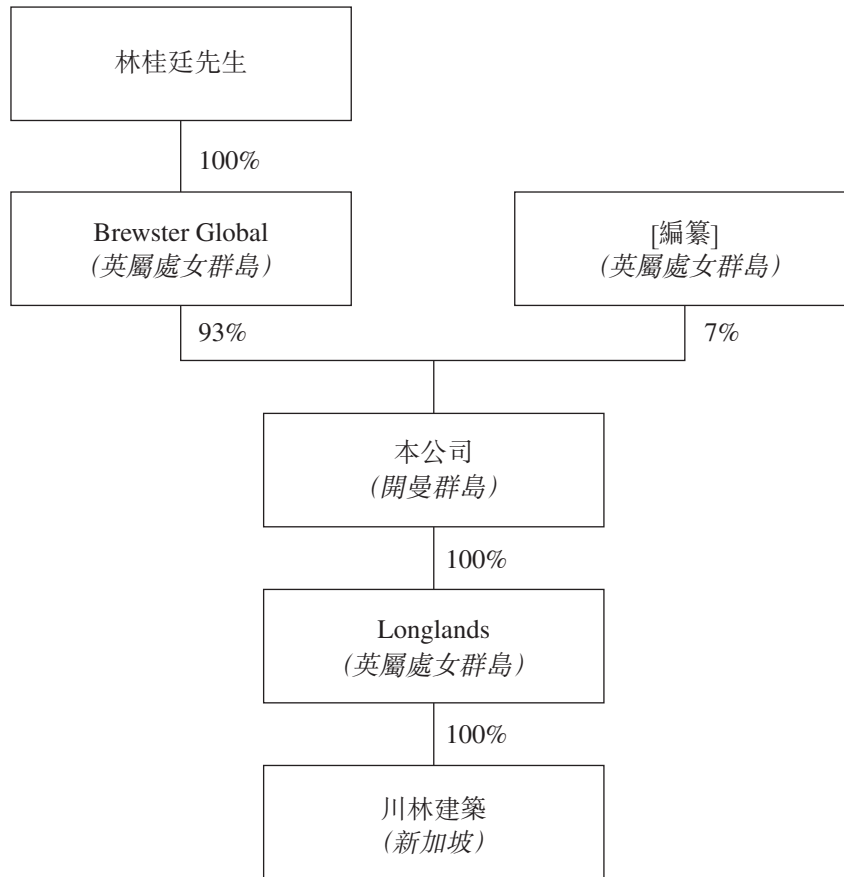 林桂廷先生
100%
Brewster Global
(英屬處女群島)
[編纂]
(英屬處女群島)
93%
7%
本公司
(開曼群島)
100%
Longlands
(英屬處女群島)
100%
川林建築
(新加坡)